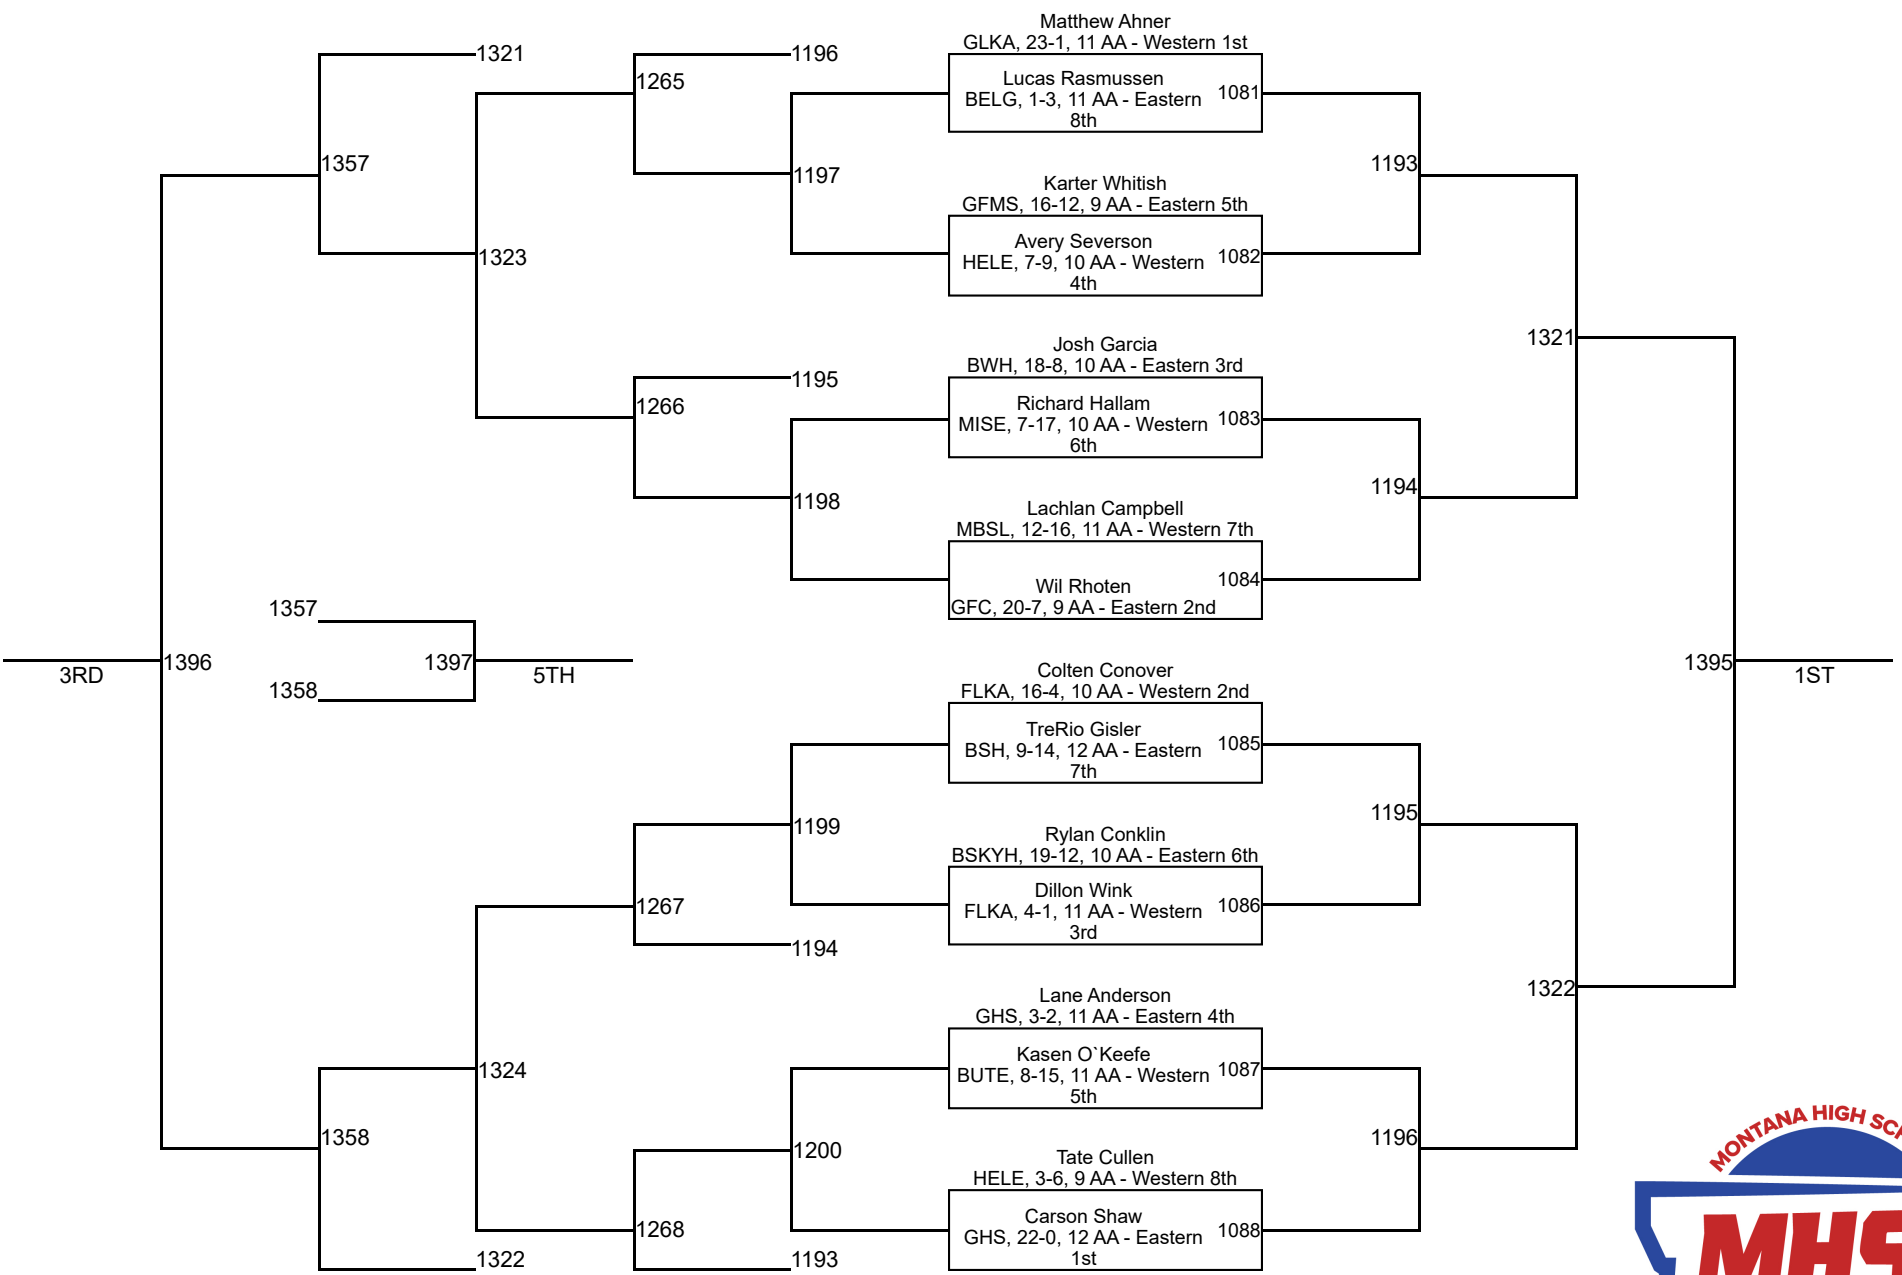 1321
1357
1323
1265
1266
1196
1197
1195
1198
3RD
1396
1357
1358
1397
5TH
1358
1324
1322
1267
1268
1199
1194
1200
1193
Matthew Ahner
GLKA, 23-1, 11 AA - Western 1st
Lucas Rasmussen
BELG, 1-3, 11 AA - Eastern
8th
1081
Karter Whitish
GFMS, 16-12, 9 AA - Eastern 5th
Avery Severson
HELE, 7-9, 10 AA - Western
4th
1082
Josh Garcia
BWH, 18-8, 10 AA - Eastern 3rd
Richard Hallam
MISE, 7-17, 10 AA - Western
6th
1083
Lachlan Campbell
MBSL, 12-16, 11 AA - Western 7th
Wil Rhoten
GFC, 20-7, 9 AA - Eastern 2nd
1084
Colten Conover
FLKA, 16-4, 10 AA - Western 2nd
TreRio Gisler
BSH, 9-14, 12 AA - Eastern
7th
1085
Rylan Conklin
BSKYH, 19-12, 10 AA - Eastern 6th
Dillon Wink
FLKA, 4-1, 11 AA - Western
3rd
1086
Lane Anderson
GHS, 3-2, 11 AA - Eastern 4th
Kasen O`Keefe
BUTE, 8-15, 11 AA - Western
5th
1087
Tate Cullen
HELE, 3-6, 9 AA - Western 8th
Carson Shaw
GHS, 22-0, 12 AA - Eastern
1st
1088
1193
1194
1195
1196
1321
1322
1395
1ST
MONTANA HIGH
MHS